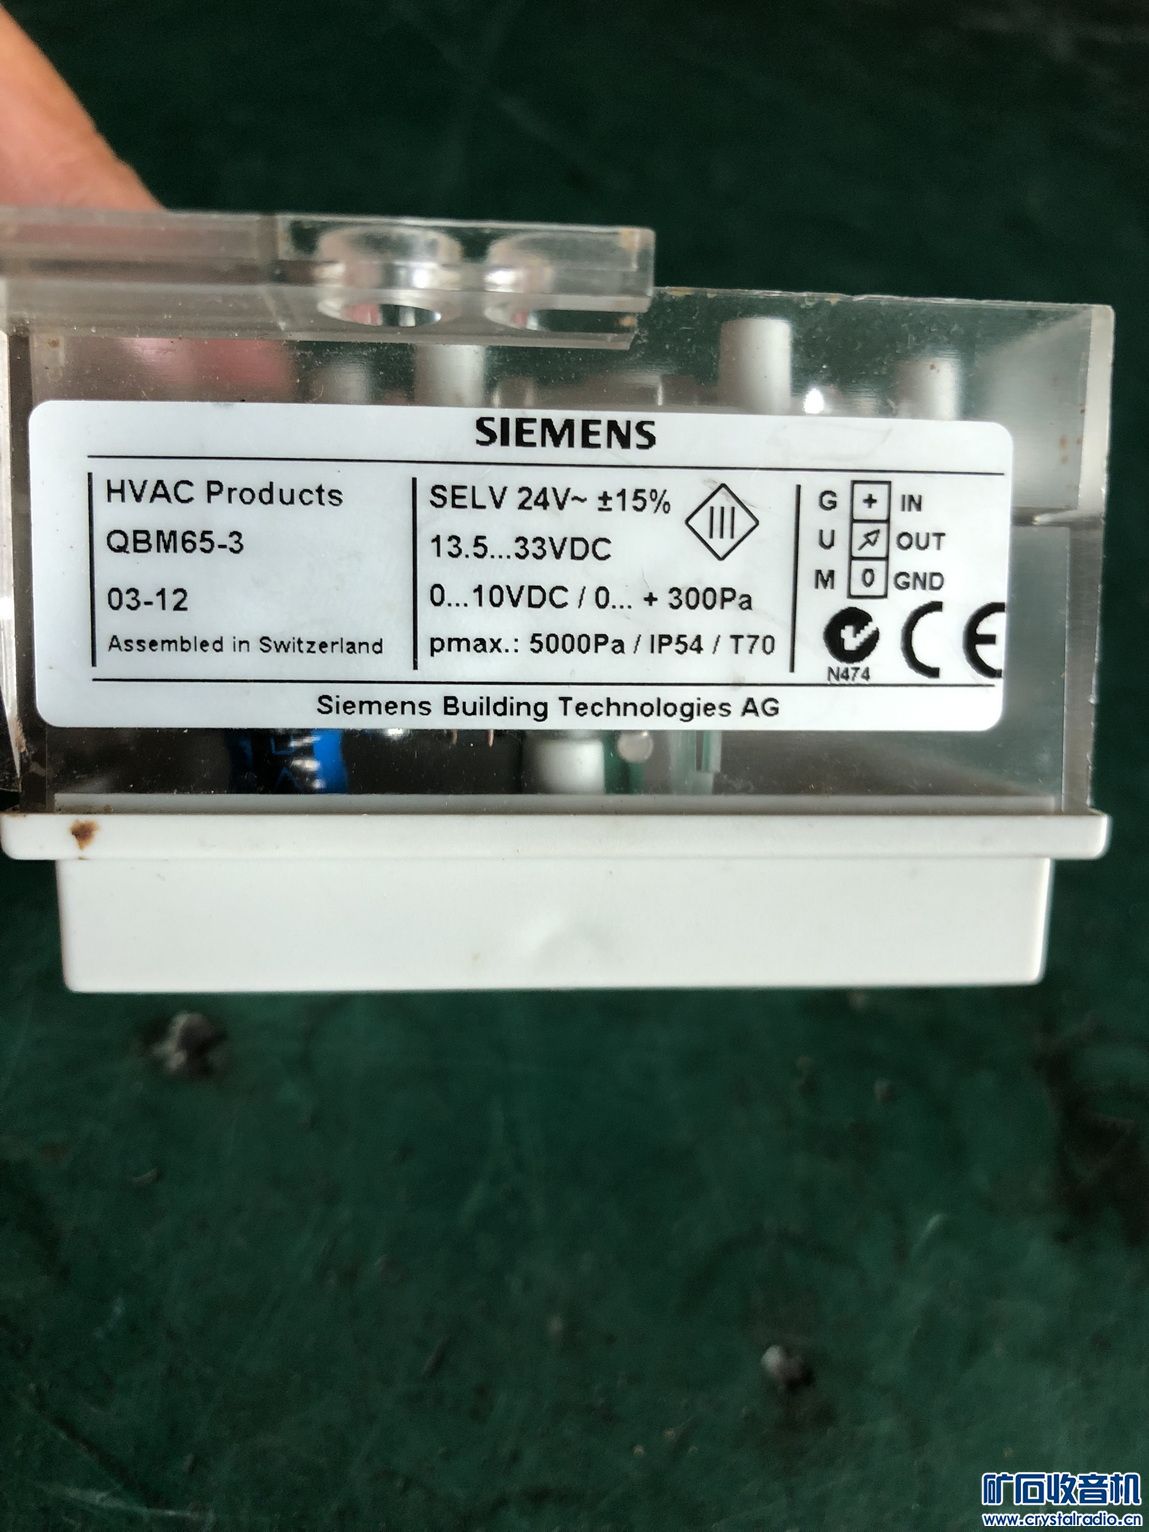 SIEMENS
HVAC Products
QBM65-3
03-12
Assembled in Switzerland
SELV 24V~ ±15%
13.5...33VDC
0...10VDC / 0... + 300Pa
pmax.: 5000Pa / IP54 / T70
III
G + IN
U OUT
M 0 GND
N474
CE
Siemens Building Technologies AG
矿石收音机
www.crystalradio.cn